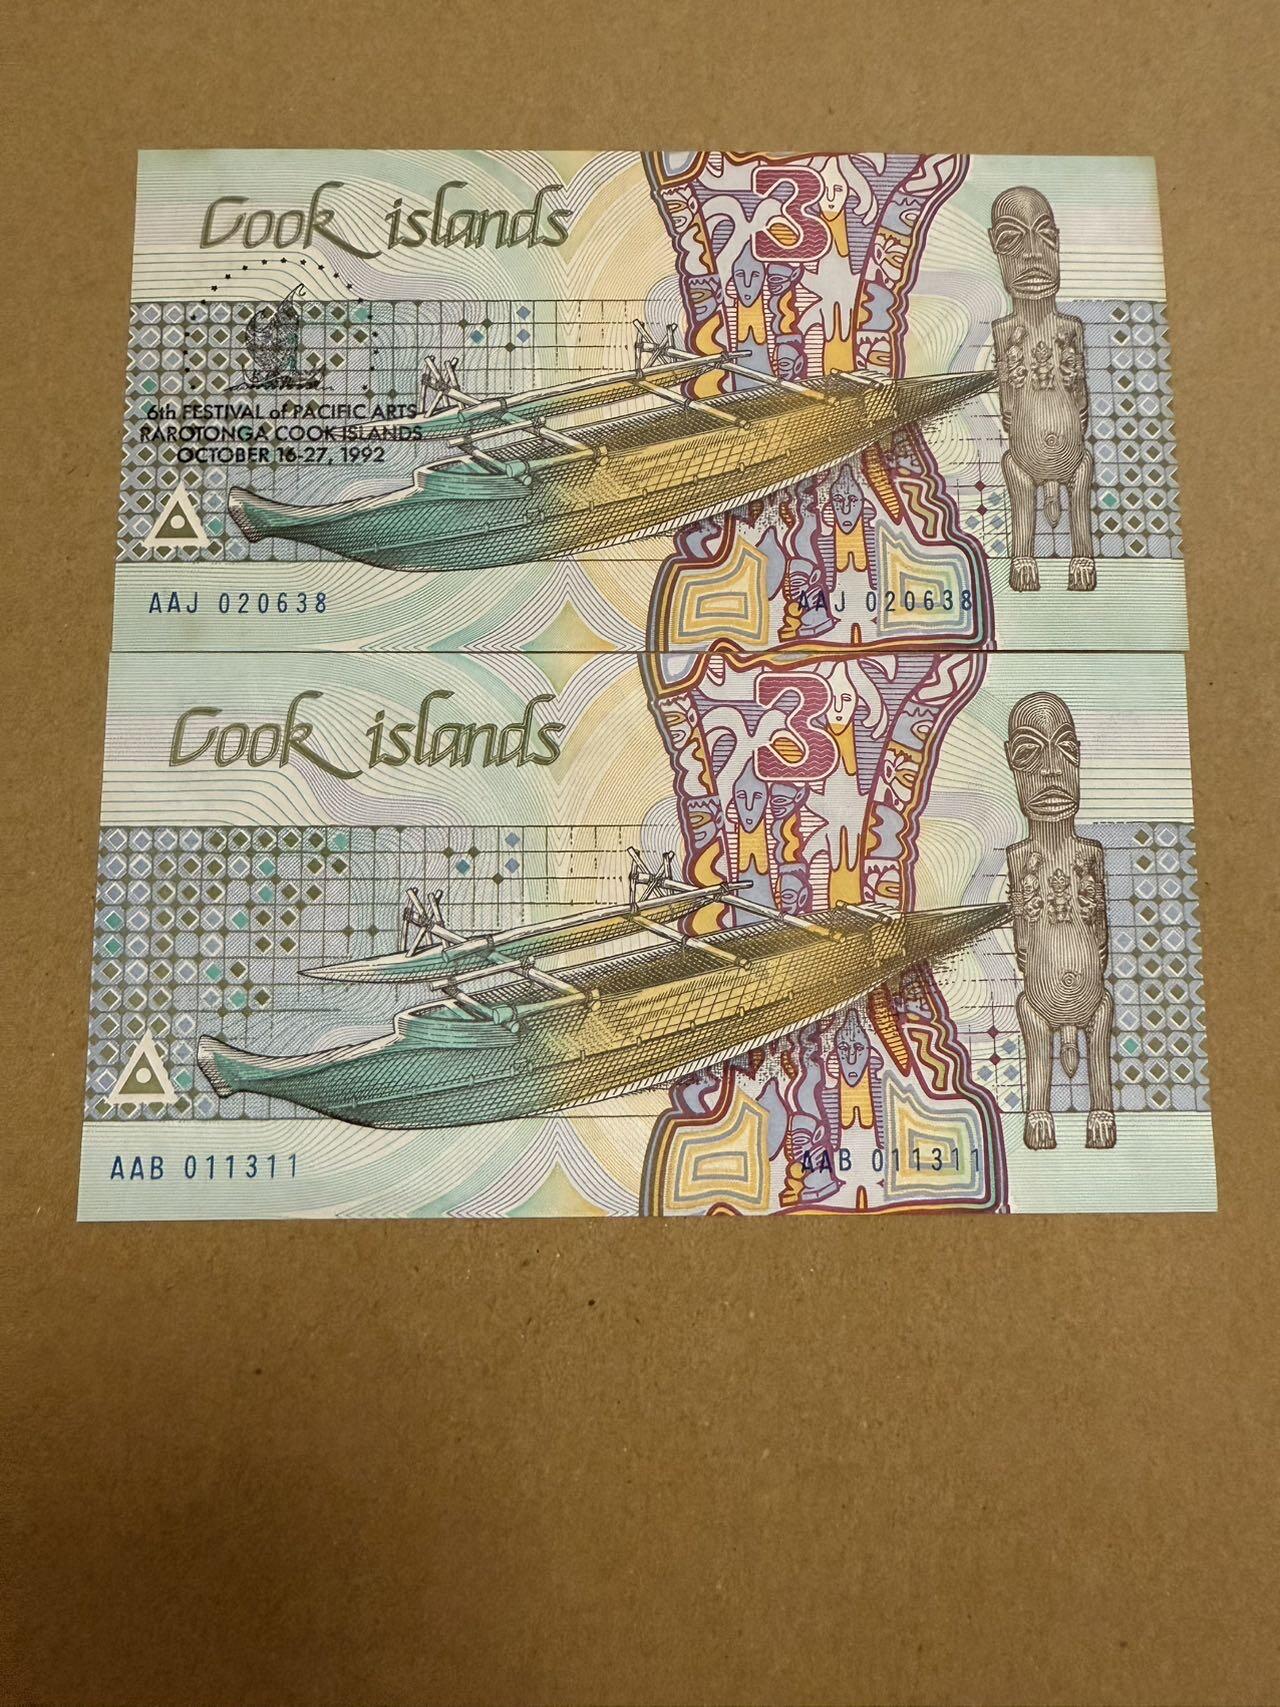 Cook islands
3
6th FESTIVAL of PACIFIC ARTS
RAROTONGA COOK ISLANDS
OCTOBER 16-27, 1992
AAJ 020638
AAJ 020638
Cook islands
3
AAB 011311
AAB 011311